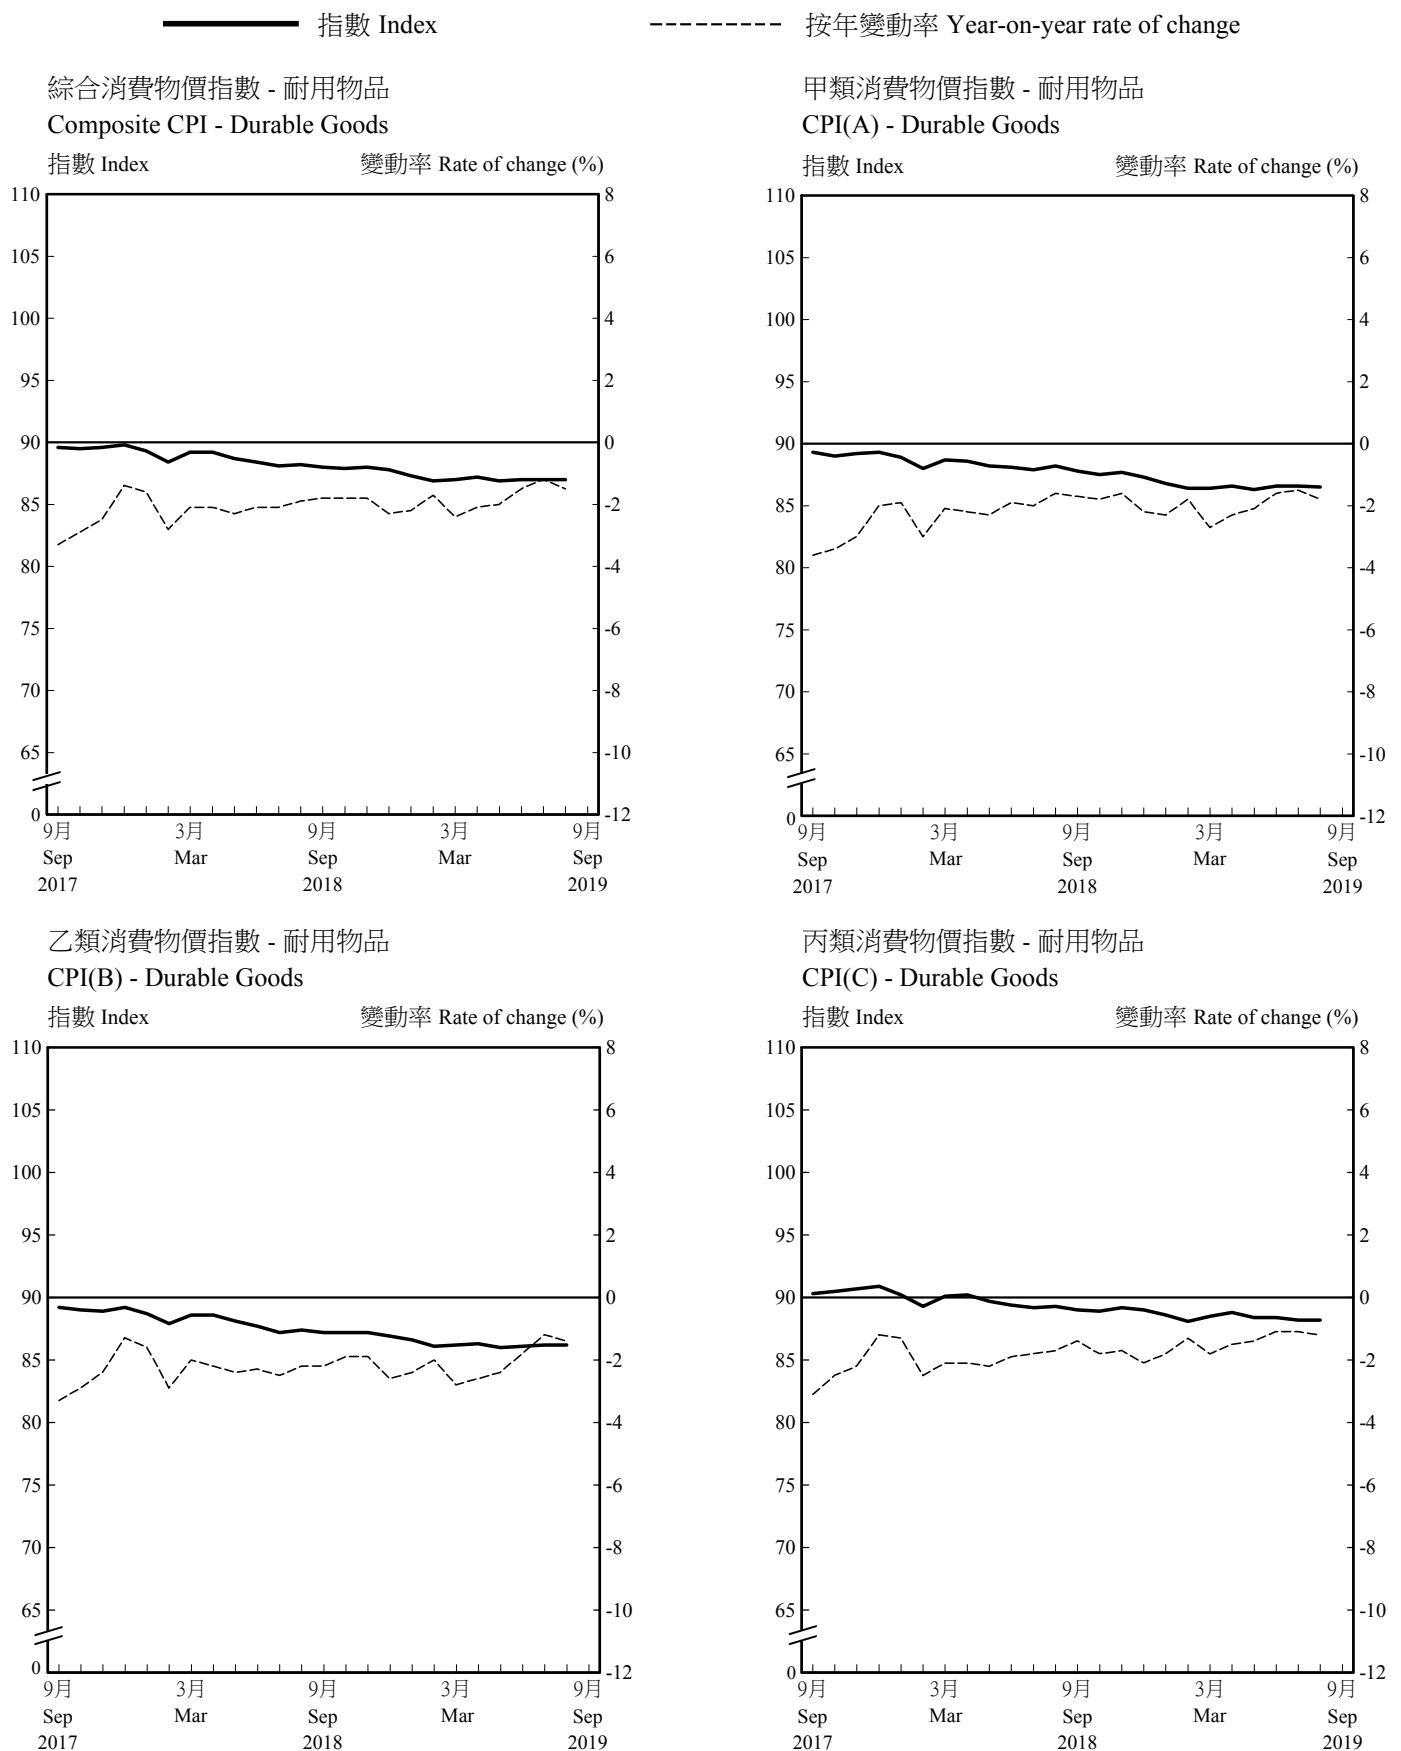 指數 Index
按年變動率 Year-on-year rate of change
綜合消費物價指數 - 耐用物品
Composite CPI - Durable Goods
指數 Index 變動率 Rate of change (%)
110 8
105 6
100 4
95 2
90 0
85 -2
80 -4
75 -6
70 -8
65 -10
0 -12
9月 3月 9月 3月 9月
Sep Mar Sep Mar Sep
2017 2018 2019
甲類消費物價指數 - 耐用物品
CPI(A) - Durable Goods
指數 Index 變動率 Rate of change (%)
110 8
105 6
100 4
95 2
90 0
85 -2
80 -4
75 -6
70 -8
65 -10
0 -12
9月 3月 9月 3月 9月
Sep Mar Sep Mar Sep
2017 2018 2019
乙類消費物價指數 - 耐用物品
CPI(B) - Durable Goods
指數 Index 變動率 Rate of change (%)
110 8
105 6
100 4
95 2
90 0
85 -2
80 -4
75 -6
70 -8
65 -10
0 -12
9月 3月 9月 3月 9月
Sep Mar Sep Mar Sep
2017 2018 2019
丙類消費物價指數 - 耐用物品
CPI(C) - Durable Goods
指數 Index 變動率 Rate of change (%)
110 8
105 6
100 4
95 2
90 0
85 -2
80 -4
75 -6
70 -8
65 -10
0 -12
9月 3月 9月 3月 9月
Sep Mar Sep Mar Sep
2017 2018 2019